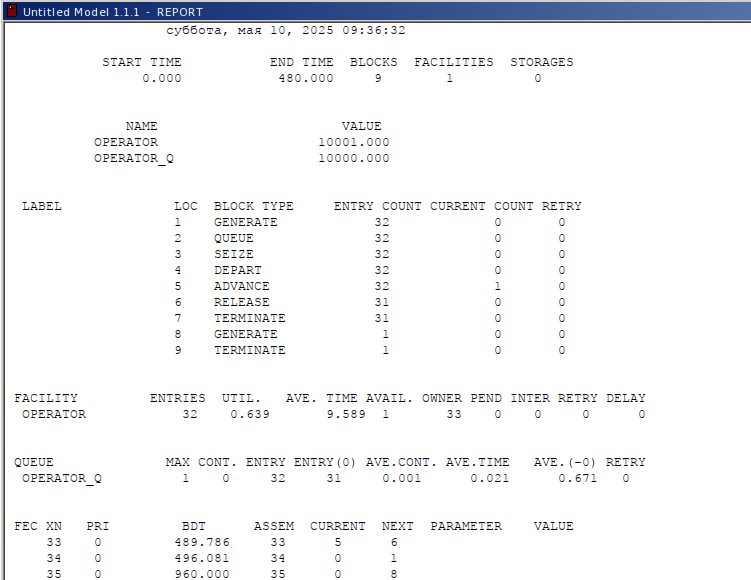 Untitled Model 1.1.1 - REPORT
суббота, мая 10, 2025 09:36:32
START TIME END TIME BLOCKS FACILITIES STORAGES
0.000 480.000 9 1 0
NAME VALUE
OPERATOR 10001.000
OPERATOR_Q 10000.000
LABEL LOC BLOCK TYPE ENTRY COUNT CURRENT COUNT RETRY
1 GENERATE 32 0 0
2 QUEUE 32 0 0
3 SEIZE 32 0 0
4 DEPART 32 0 0
5 ADVANCE 32 1 0
6 RELEASE 31 0 0
7 TERMINATE 31 0 0
8 GENERATE 1 0 0
9 TERMINATE 1 0 0
FACILITY ENTRIES UTIL. AVE. TIME AVAIL. OWNER PEND INTER RETRY DELAY
OPERATOR 32 0.639 9.589 1 33 0 0 0 0
QUEUE MAX CONT. ENTRY ENTRY(0) AVE.CONT. AVE.TIME AVE.(-0) RETRY
OPERATOR_Q 1 0 32 31 0.001 0.021 0.671 0
FEC XN PRI BDT ASSEM CURRENT NEXT PARAMETER VALUE
33 0 489.786 33 5 6
34 0 496.081 34 0 1
35 0 960.000 35 0 8